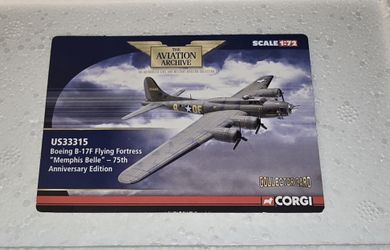 THE
AVIATION
ARCHIVE
SCALE 1:72
US33315
Boeing B-17F Flying Fortress
"Memphis Belle" – 75th
Anniversary Edition
COLLECTOR CARD
CORGI